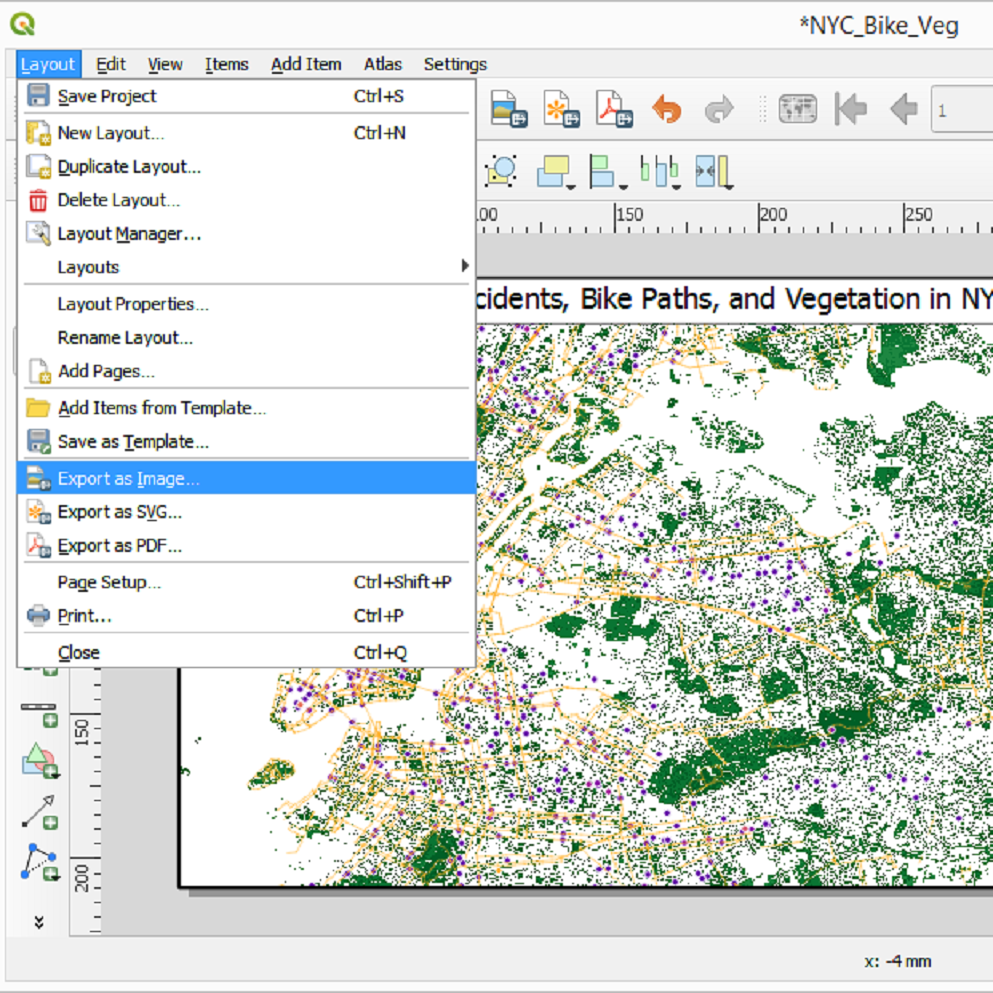 *NYC_Bike_Veg
Layout Edit View Items Add Item Atlas Settings
Save Project Ctrl+S
New Layout... Ctrl+N
Duplicate Layout...
Delete Layout...
Layout Manager...
Layouts
Layout Properties...
Rename Layout...
Add Pages...
Add Items from Template...
Save as Template...
Export as Image...
Export as SVG...
Export as PDF...
Page Setup... Ctrl+Shift+P
Print... Ctrl+P
Close Ctrl+Q
1
100 150 200 250
cidents, Bike Paths, and Vegetation in NY
150
200
x: -4 mm